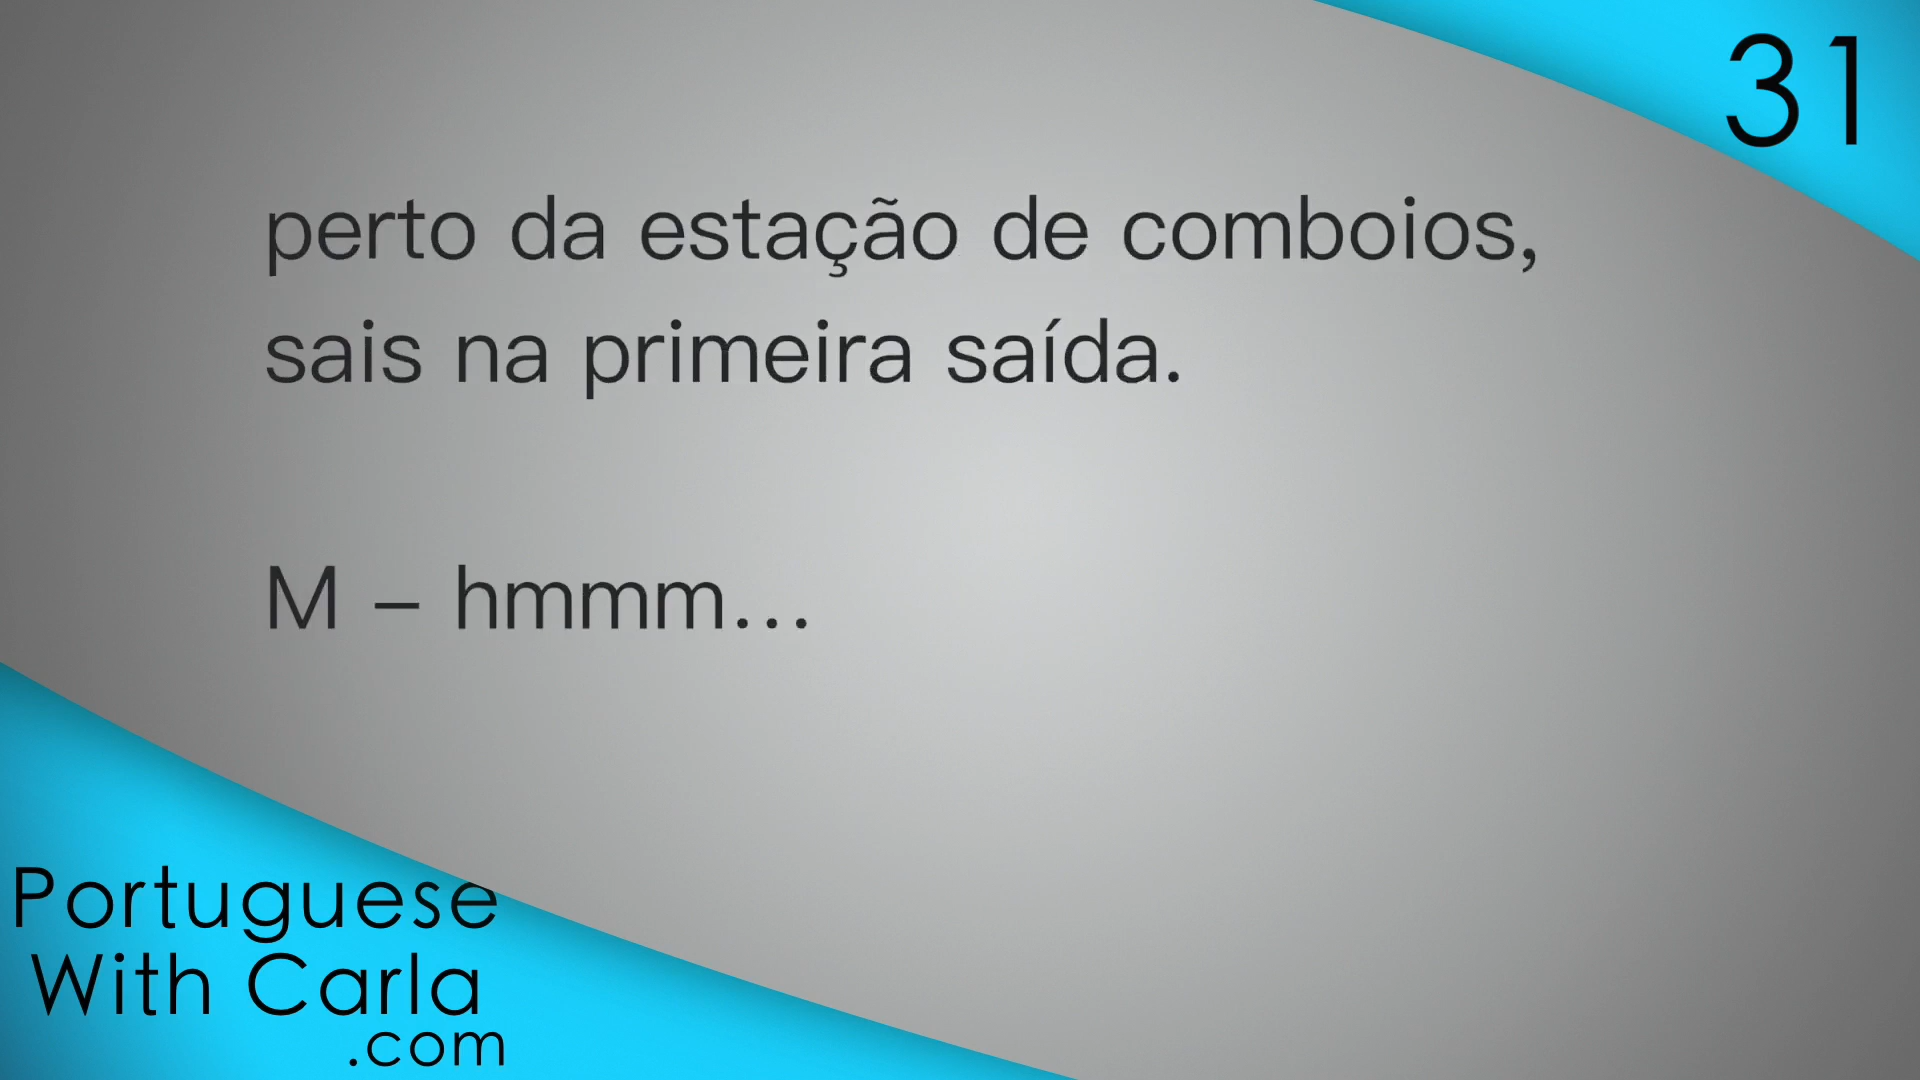 31
perto da estação de comboios,
sais na primeira saída.
M – hmmm...
Portuguese
With Carla
.com